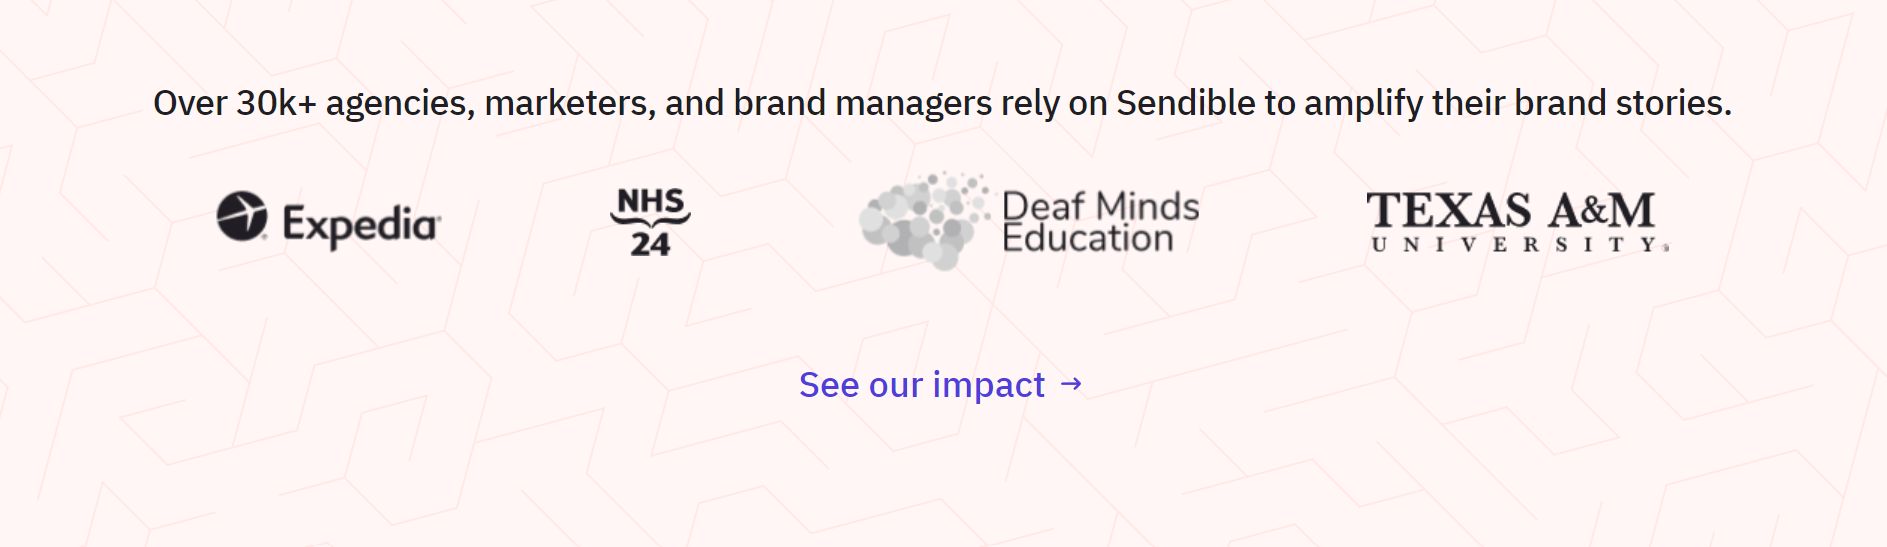 Over 30k+ agencies, marketers, and brand managers rely on Sendible to amplify their brand stories.
Expedia
NHS
24
Deaf Minds
Education
TEXAS A&M
UNIVERSITY
See our impact →